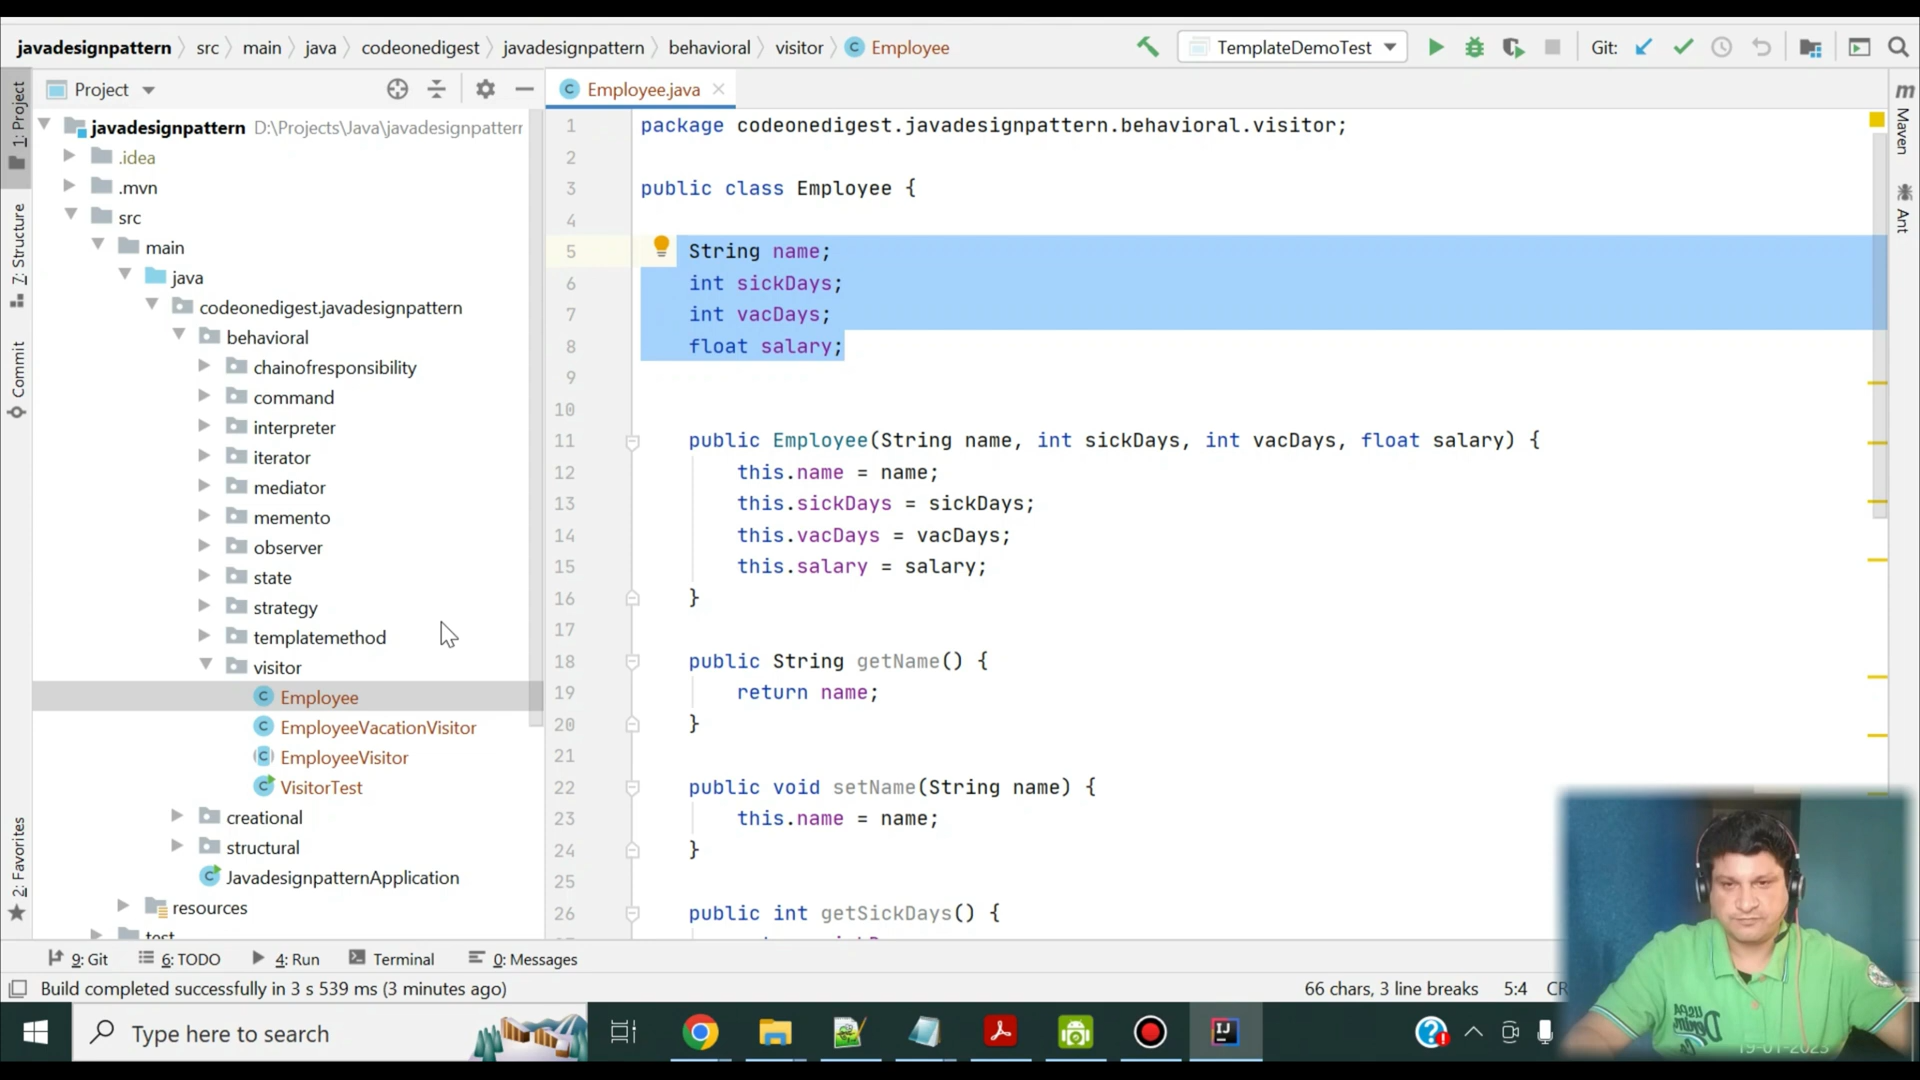 javadesignpattern src main java codeonedigest javadesignpattern behavioral visitor C Employee TemplateDemoTest Git:
1: Project
7: Structure
Commit
2: Favorites
Project
javadesignpattern D:\Projects\Java\javadesignpattern
.idea
.mvn
src
main
java
codeonedigest.javadesignpattern
behavioral
chainofresponsibility
command
interpreter
iterator
mediator
memento
observer
state
strategy
templatemethod
visitor
C Employee
C EmployeeVacationVisitor
C EmployeeVisitor
C VisitorTest
creational
structural
C JavadesignpatternApplication
resources
test
C Employee.java
1 package codeonedigest.javadesignpattern.behavioral.visitor;
2
3 public class Employee {
4
5 String name;
6 int sickDays;
7 int vacDays;
8 float salary;
9
10
11 public Employee(String name, int sickDays, int vacDays, float salary) {
12 this.name = name;
13 this.sickDays = sickDays;
14 this.vacDays = vacDays;
15 this.salary = salary;
16 }
17
18 public String getName() {
19 return name;
20 }
21
22 public void setName(String name) {
23 this.name = name;
24 }
25
26 public int getSickDays() {
m Maven
Ant
9: Git 6: TODO 4: Run Terminal 0: Messages
Build completed successfully in 3 s 539 ms (3 minutes ago) 66 chars, 3 line breaks 5:4
Type here to search
IJ